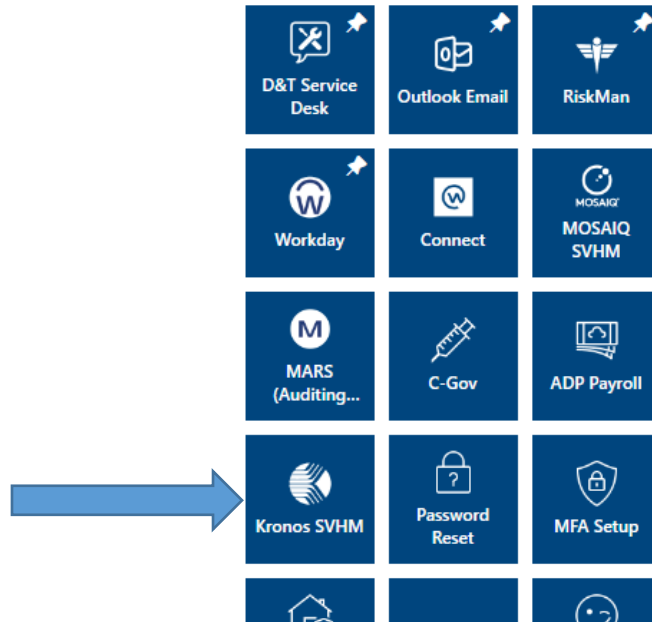 D&T Service
Desk
Outlook Email
RiskMan
Workday
Connect
MOSAIQ
MOSAIQ
SVHM
M
MARS
(Auditing...
C-Gov
ADP Payroll
Kronos SVHM
?
Password
Reset
MFA Setup